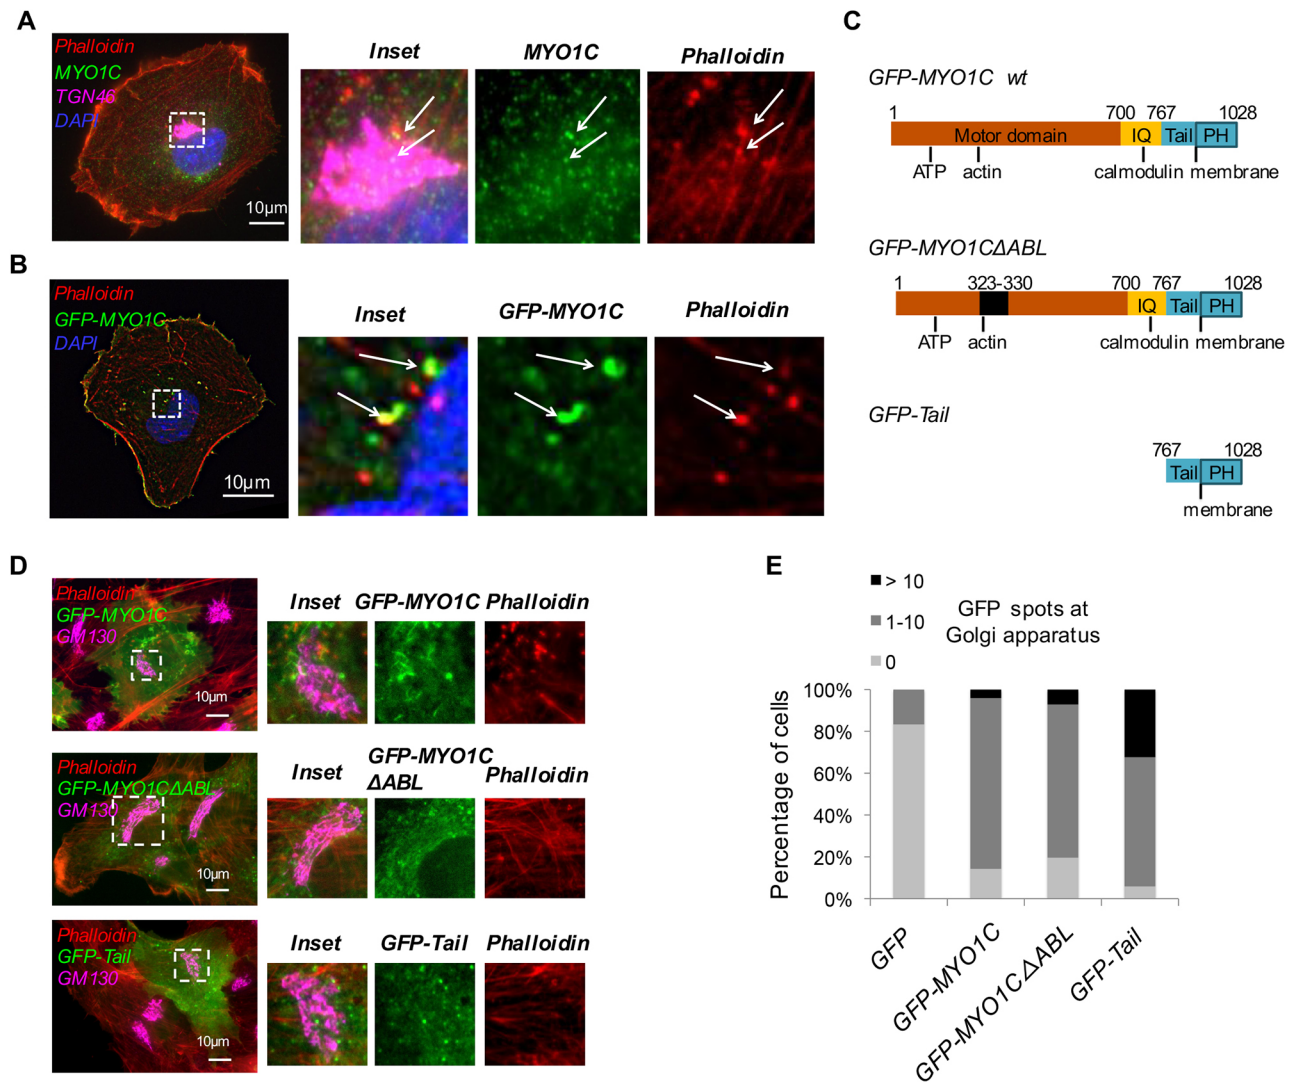 A
Phalloidin
MYO1C
TGN46
DAPI
10μm
Inset
MYO1C
Phalloidin
B
Phalloidin
GFP-MYO1C
DAPI
10μm
Inset
GFP-MYO1C
Phalloidin
C
GFP-MYO1C wt
1 700 767 1028
Motor domain IQ Tail PH
ATP actin calmodulin membrane
GFP-MYO1CΔABL
1 323-330 700 767 1028
IQ Tail PH
ATP actin calmodulin membrane
GFP-Tail
767 1028
Tail PH
membrane
D
Phalloidin
GFP-MYO1C
GM130
10μm
Inset
GFP-MYO1C
Phalloidin
Phalloidin
GFP-MYO1CΔABL
GM130
10μm
Inset
GFP-MYO1C
ΔABL
Phalloidin
Phalloidin
GFP-Tail
GM130
10μm
Inset
GFP-Tail
Phalloidin
E
> 10
1-10
0
GFP spots at
Golgi apparatus
Percentage of cells
100%
80%
60%
40%
20%
0%
GFP
GFP-MYO1C
GFP-MYO1CΔABL
GFP-Tail